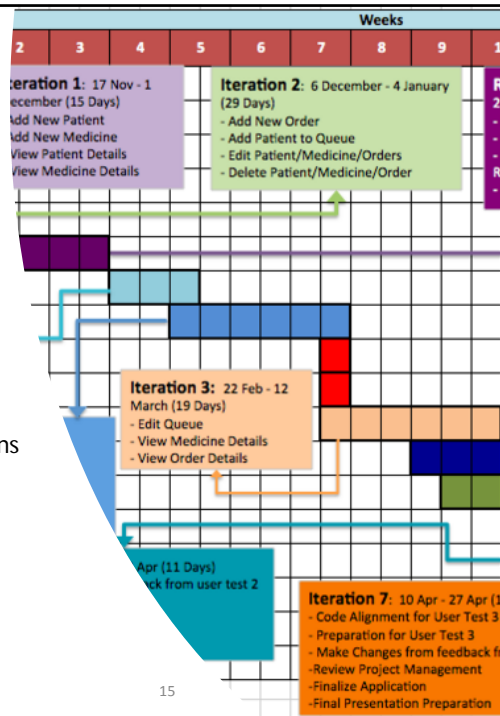 Weeks
2 3 4 5 6 7 8 9
eration 1: 17 Nov - 1
ecember (15 Days)
Add New Patient
Add New Medicine
View Patient Details
View Medicine Details
Iteration 2: 6 December - 4 January
(29 Days)
- Add New Order
- Add Patient to Queue
- Edit Patient/Medicine/Orders
- Delete Patient/Medicine/Order
Iteration 3: 22 Feb - 12
March (19 Days)
- Edit Queue
- View Medicine Details
- View Order Details
ns
Apr (11 Days)
ck from user test 2
Iteration 7: 10 Apr - 27 Apr (1
- Code Alignment for User Test 3
- Preparation for User Test 3
- Make Changes from feedback f
-Review Project Management
-Finalize Application
-Final Presentation Preparation
15